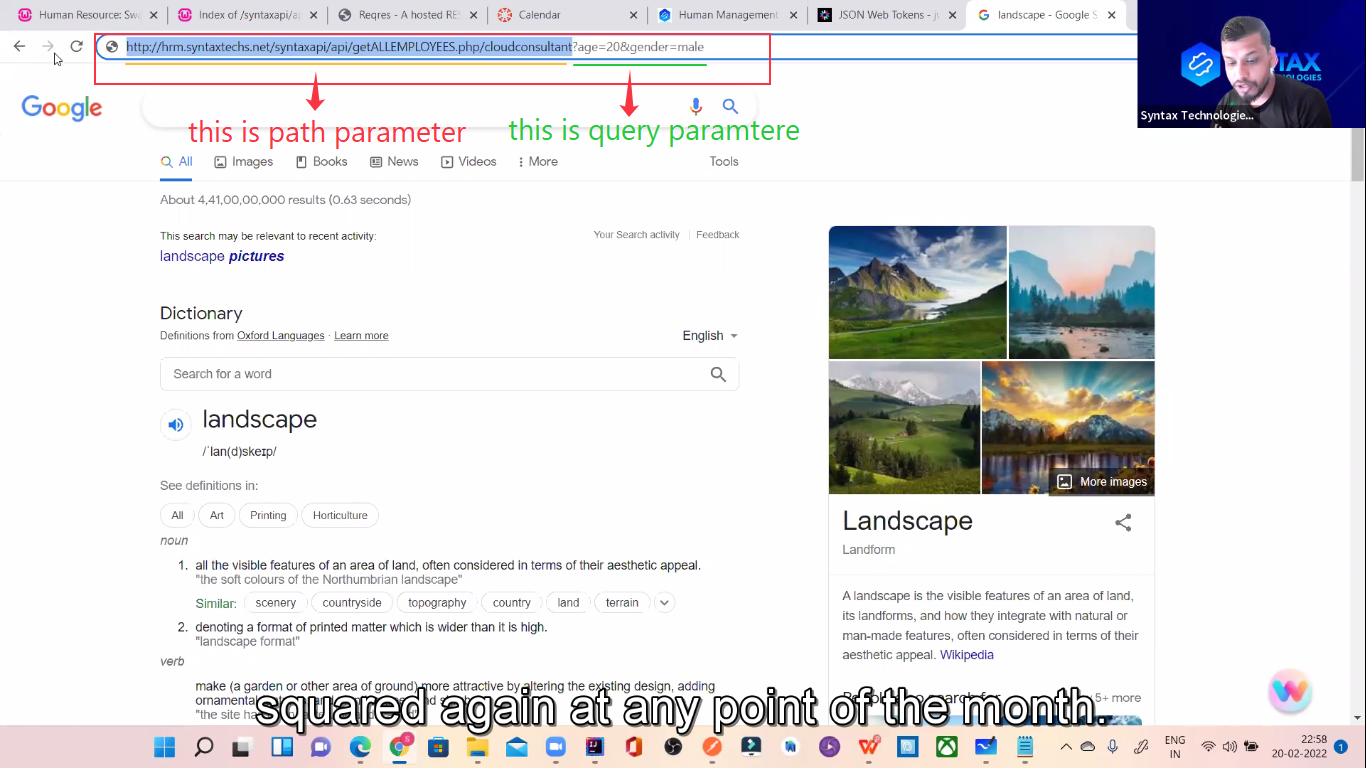 Human Resource: Swa
Index of /syntaxapi/ap
Reqres - A hosted RES
Calendar
Human Management
JSON Web Tokens - jw
landscape - Google S
http://hrm.syntaxtechs.net/syntaxapi/api/getALLEMPLOYEES.php/cloudconsultant?age=20&gender=male
TAX
OLOGIES
Syntax Technologie...
Google
this is path parameter
this is query paramtere
All
Images
Books
News
Videos
More
Tools
About 4,41,00,00,000 results (0.63 seconds)
This search may be relevant to recent activity:
landscape pictures
Your Search activity
Feedback
Dictionary
Definitions from Oxford Languages · Learn more
English
Search for a word
landscape
/ˈlan(d)skeɪp/
See definitions in:
All
Art
Printing
Horticulture
noun
1. all the visible features of an area of land, often considered in terms of their aesthetic appeal.
"the soft colours of the Northumbrian landscape"
Similar: scenery countryside topography country land terrain
2. denoting a format of printed matter which is wider than it is high.
"landscape format"
verb
make (a garden or other area of ground) more attractive by altering the existing design, adding
"the site
More images
Landscape
Landform
A landscape is the visible features of an area of land,
its landforms, and how they integrate with natural or
man-made features, often considered in terms of their
aesthetic appeal. Wikipedia
5+ more
squared again at any point of the month.
5
ENG
IN
22:58
20-02-2022
1